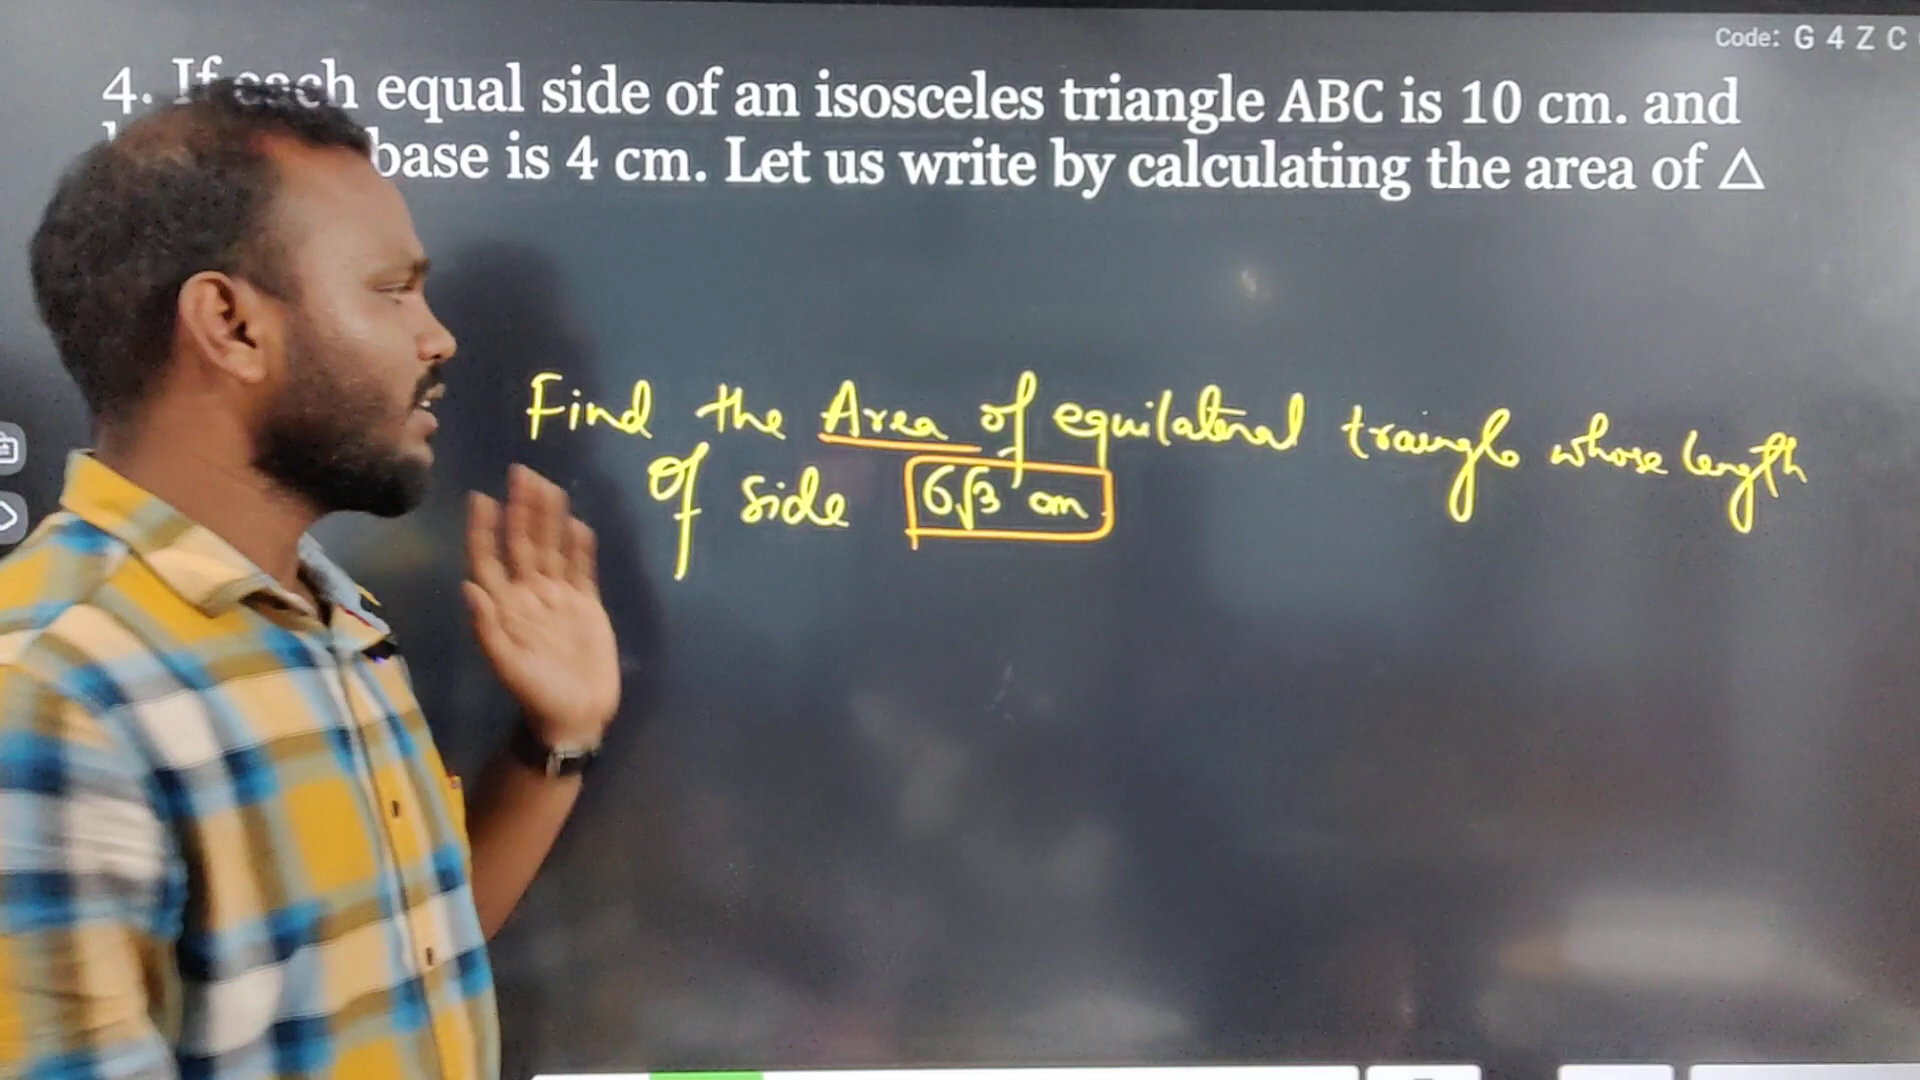 Code: G 4 Z C
4. If each equal side of an isosceles triangle ABC is 10 cm. and
base is 4 cm. Let us write by calculating the area of △
Find the Area of equilateral traingle whose length
of side 6√3 cm.